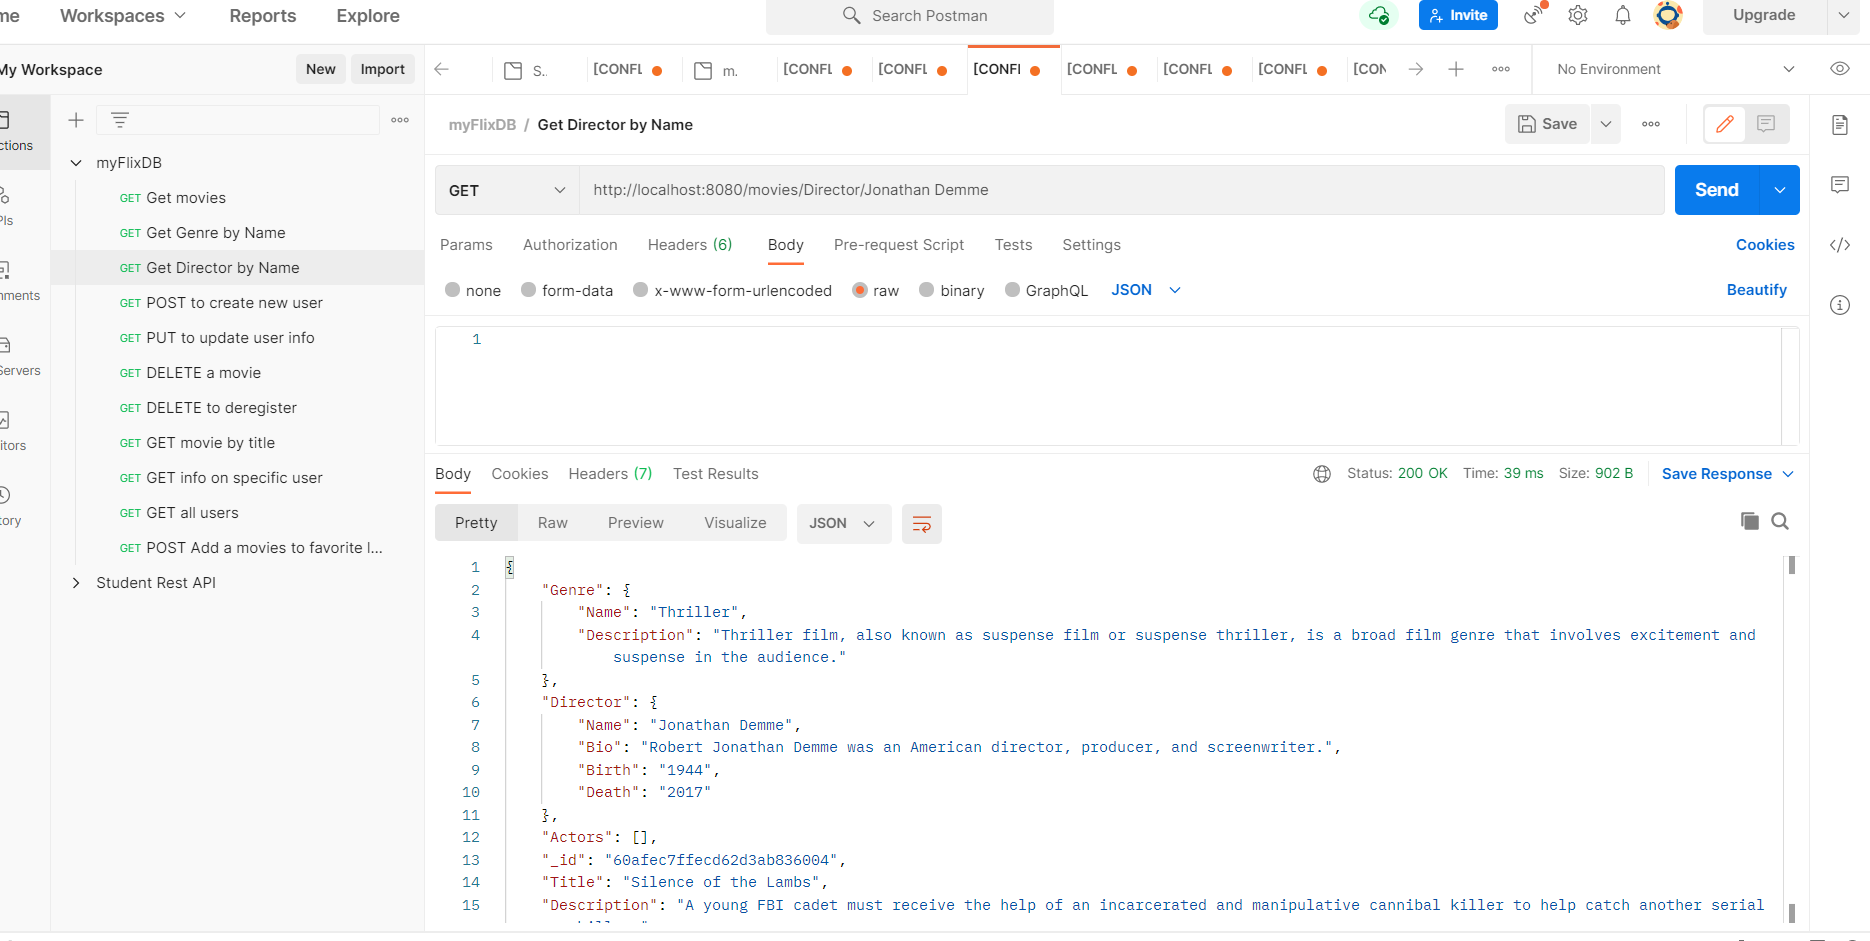 Workspaces
Reports
Explore
Search Postman
Invite
Upgrade
My Workspace
New
Import
S..
[CONFL
m.
[CONFL
[CONFL
[CONFI
[CONFL
[CONFL
[CONFL
[CON
No Environment
myFlixDB / Get Director by Name
Save
myFlixDB
GET Get movies
GET Get Genre by Name
GET Get Director by Name
GET POST to create new user
GET PUT to update user info
GET DELETE a movie
GET DELETE to deregister
GET GET movie by title
GET GET info on specific user
GET GET all users
GET POST Add a movies to favorite l...
Student Rest API
ctions
Servers
itors
tory
GET
http://localhost:8080/movies/Director/Jonathan Demme
Send
Params
Authorization
Headers (6)
Body
Pre-request Script
Tests
Settings
Cookies
none
form-data
x-www-form-urlencoded
raw
binary
GraphQL
JSON
Beautify
1
Body
Cookies
Headers (7)
Test Results
Status: 200 OK
Time: 39 ms
Size: 902 B
Save Response
Pretty
Raw
Preview
Visualize
JSON
1 {
2 "Genre": {
3 "Name": "Thriller",
4 "Description": "Thriller film, also known as suspense film or suspense thriller, is a broad film genre that involves excitement and
suspense in the audience."
5 },
6 "Director": {
7 "Name": "Jonathan Demme",
8 "Bio": "Robert Jonathan Demme was an American director, producer, and screenwriter.",
9 "Birth": "1944",
10 "Death": "2017"
11 },
12 "Actors": [],
13 "_id": "60afec7ffecd62d3ab836004",
14 "Title": "Silence of the Lambs",
15 "Description": "A young FBI cadet must receive the help of an incarcerated and manipulative cannibal killer to help catch another serial